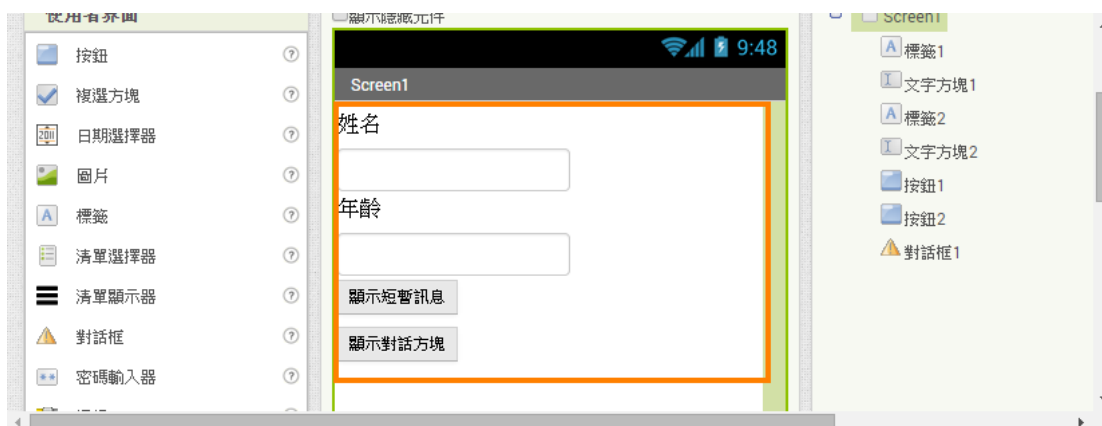 使用者界面
按鈕
複選方塊
日期選擇器
圖片
標籤
清單選擇器
清單顯示器
對話框
密碼輸入器
顯示隱藏元件
9:48
Screen1
姓名
年齡
顯示短暫訊息
顯示對話方塊
Screen1
標籤1
文字方塊1
標籤2
文字方塊2
按鈕1
按鈕2
對話框1